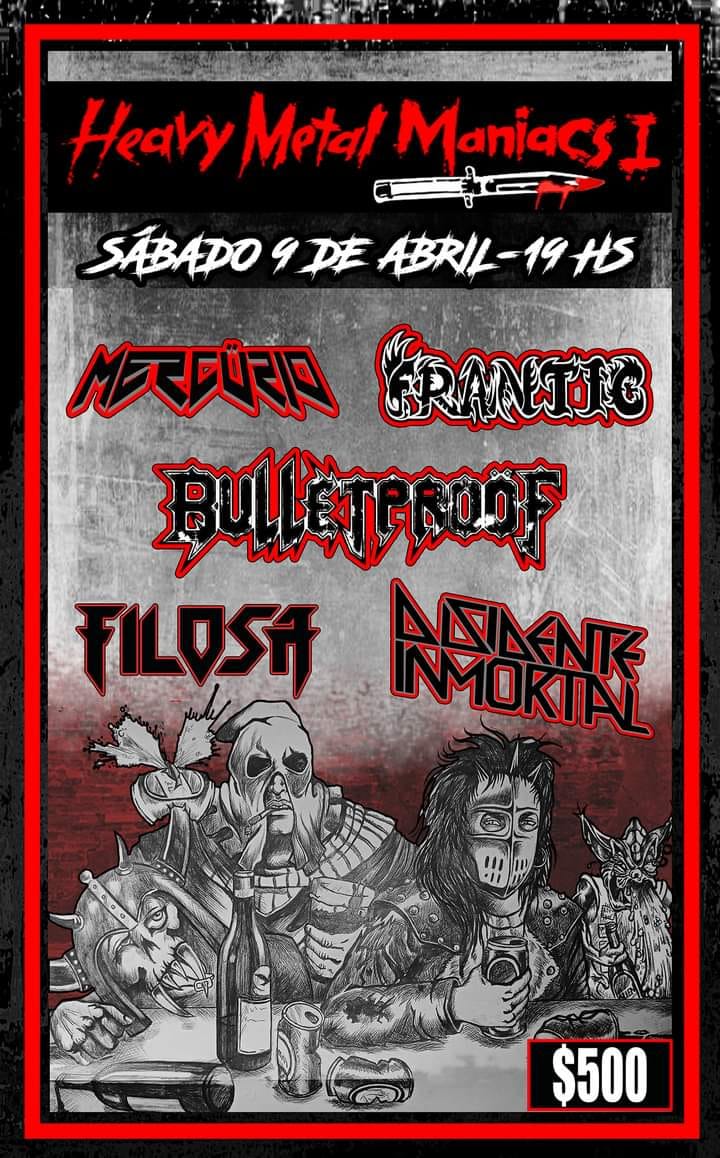 Heavy Metal Maniacs I
SÁBADO 9 DE ABRIL-19 HS
MERCÜRIO
FRANTIC
BULLETPROÖF
FILOSA
DISIDENTE
INMORTAL
$500